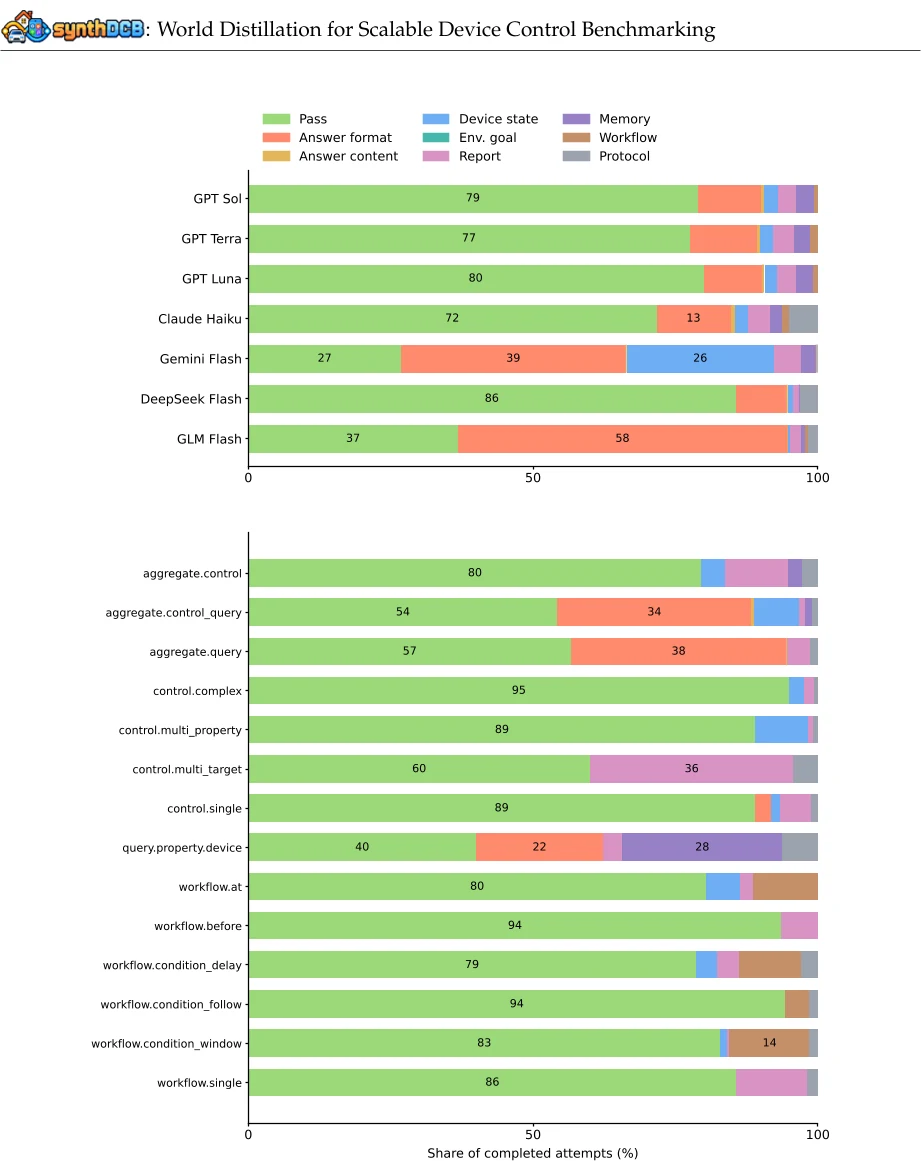 synthDCB: World Distillation for Scalable Device Control Benchmarking
Pass Device state Memory
Answer format Env. goal Workflow
Answer content Report Protocol
GPT Sol 79
GPT Terra 77
GPT Luna 80
Claude Haiku 72 13
Gemini Flash 27 39 26
DeepSeek Flash 86
GLM Flash 37 58
0 50 100
aggregate.control 80
aggregate.control_query 54 34
aggregate.query 57 38
control.complex 95
control.multi_property 89
control.multi_target 60 36
control.single 89
query.property.device 40 22 28
workflow.at 80
workflow.before 94
workflow.condition_delay 79
workflow.condition_follow 94
workflow.condition_window 83 14
workflow.single 86
0 50 100
Share of completed attempts (%)